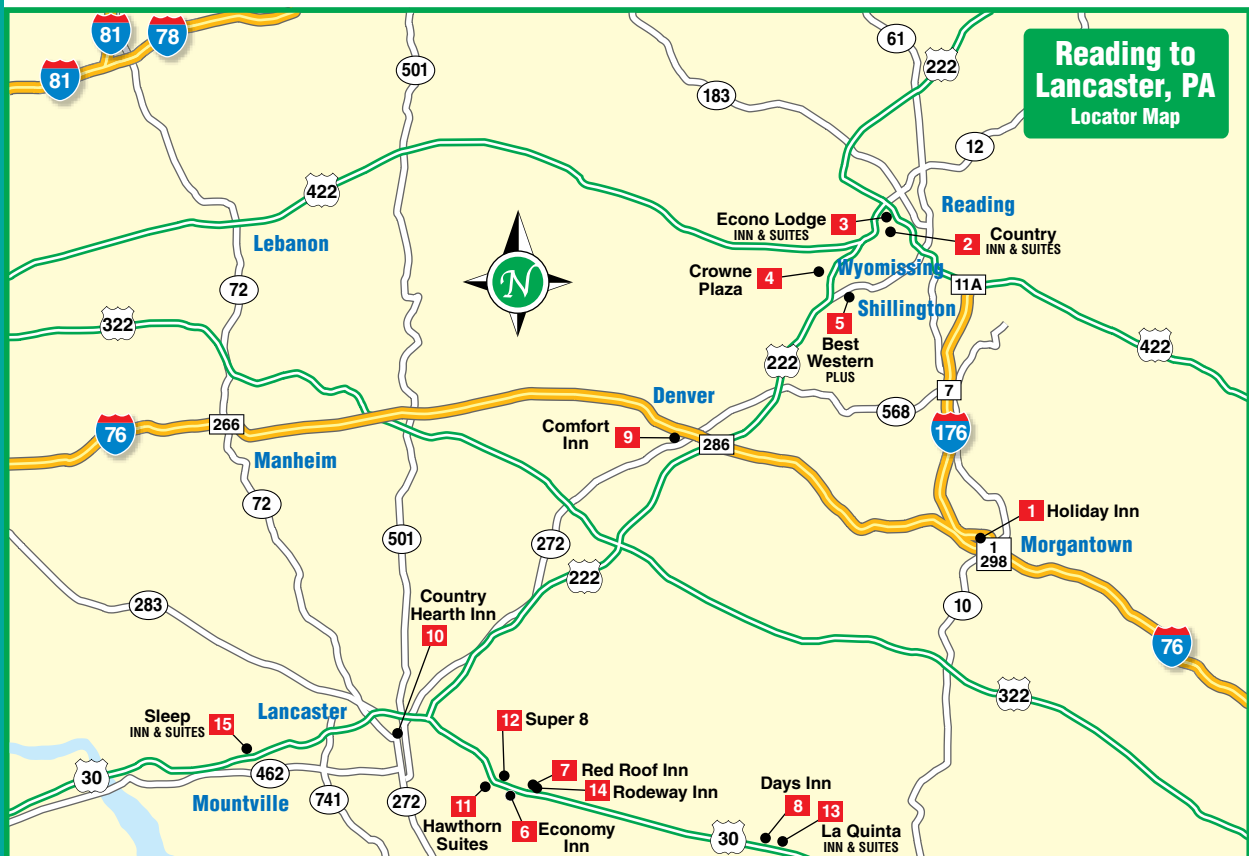 81
78
81
501
61
222
183
12
Reading to
Lancaster, PA
Locator Map
422
Lebanon
72
322
N
Econo Lodge
INN & SUITES
3
Reading
2
Country
INN & SUITES
Crowne
Plaza
4
Wyomissing
11A
Shillington
5
Best
Western
PLUS
222
422
Denver
7
568
176
76
266
Manheim
Comfort
Inn
9
286
72
501
272
222
1
Holiday Inn
Morgantown
1
298
10
283
Country
Hearth Inn
10
76
322
Lancaster
Sleep
INN & SUITES
15
12
Super 8
30
462
Mountville
741
272
7
Red Roof Inn
14
Rodeway Inn
11
Hawthorn
Suites
6
Economy
Inn
30
Days Inn
8
13
La Quinta
INN & SUITES